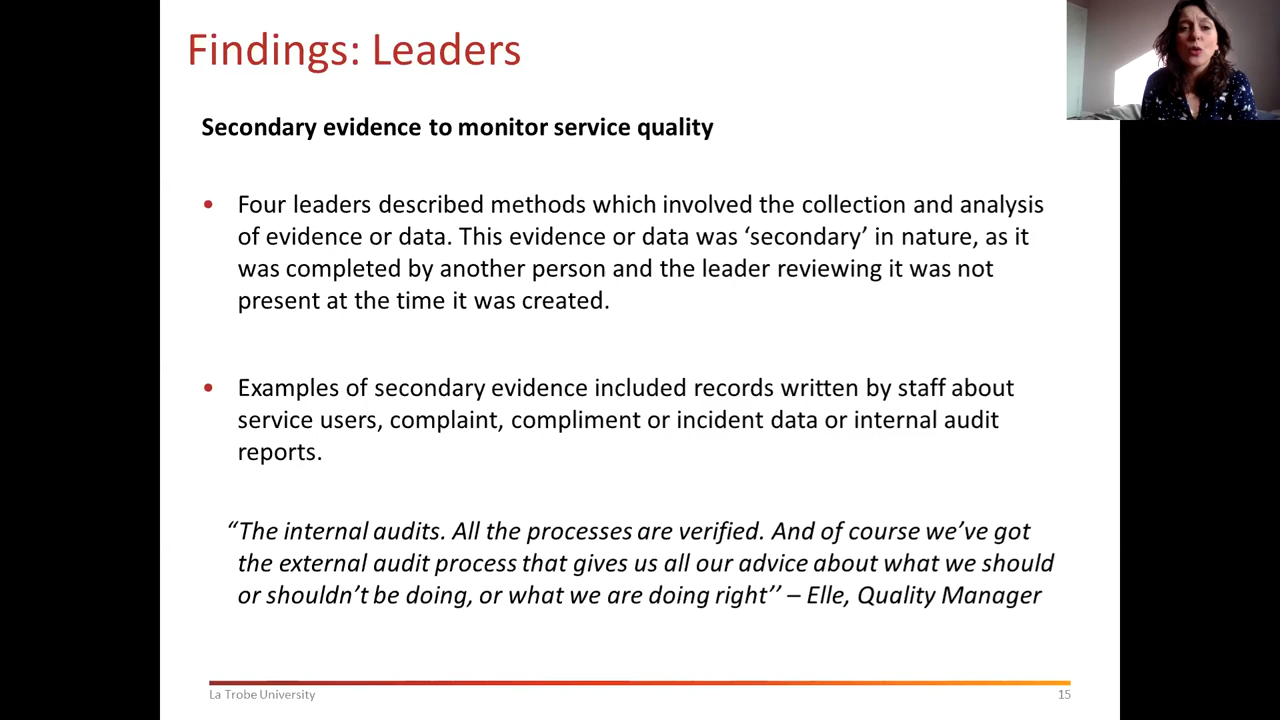 Findings: Leaders
Secondary evidence to monitor service quality
• Four leaders described methods which involved the collection and analysis
of evidence or data. This evidence or data was ‘secondary’ in nature, as it
was completed by another person and the leader reviewing it was not
present at the time it was created.
• Examples of secondary evidence included records written by staff about
service users, complaint, compliment or incident data or internal audit
reports.
“The internal audits. All the processes are verified. And of course we’ve got
the external audit process that gives us all our advice about what we should
or shouldn’t be doing, or what we are doing right’’ – Elle, Quality Manager
La Trobe University
15